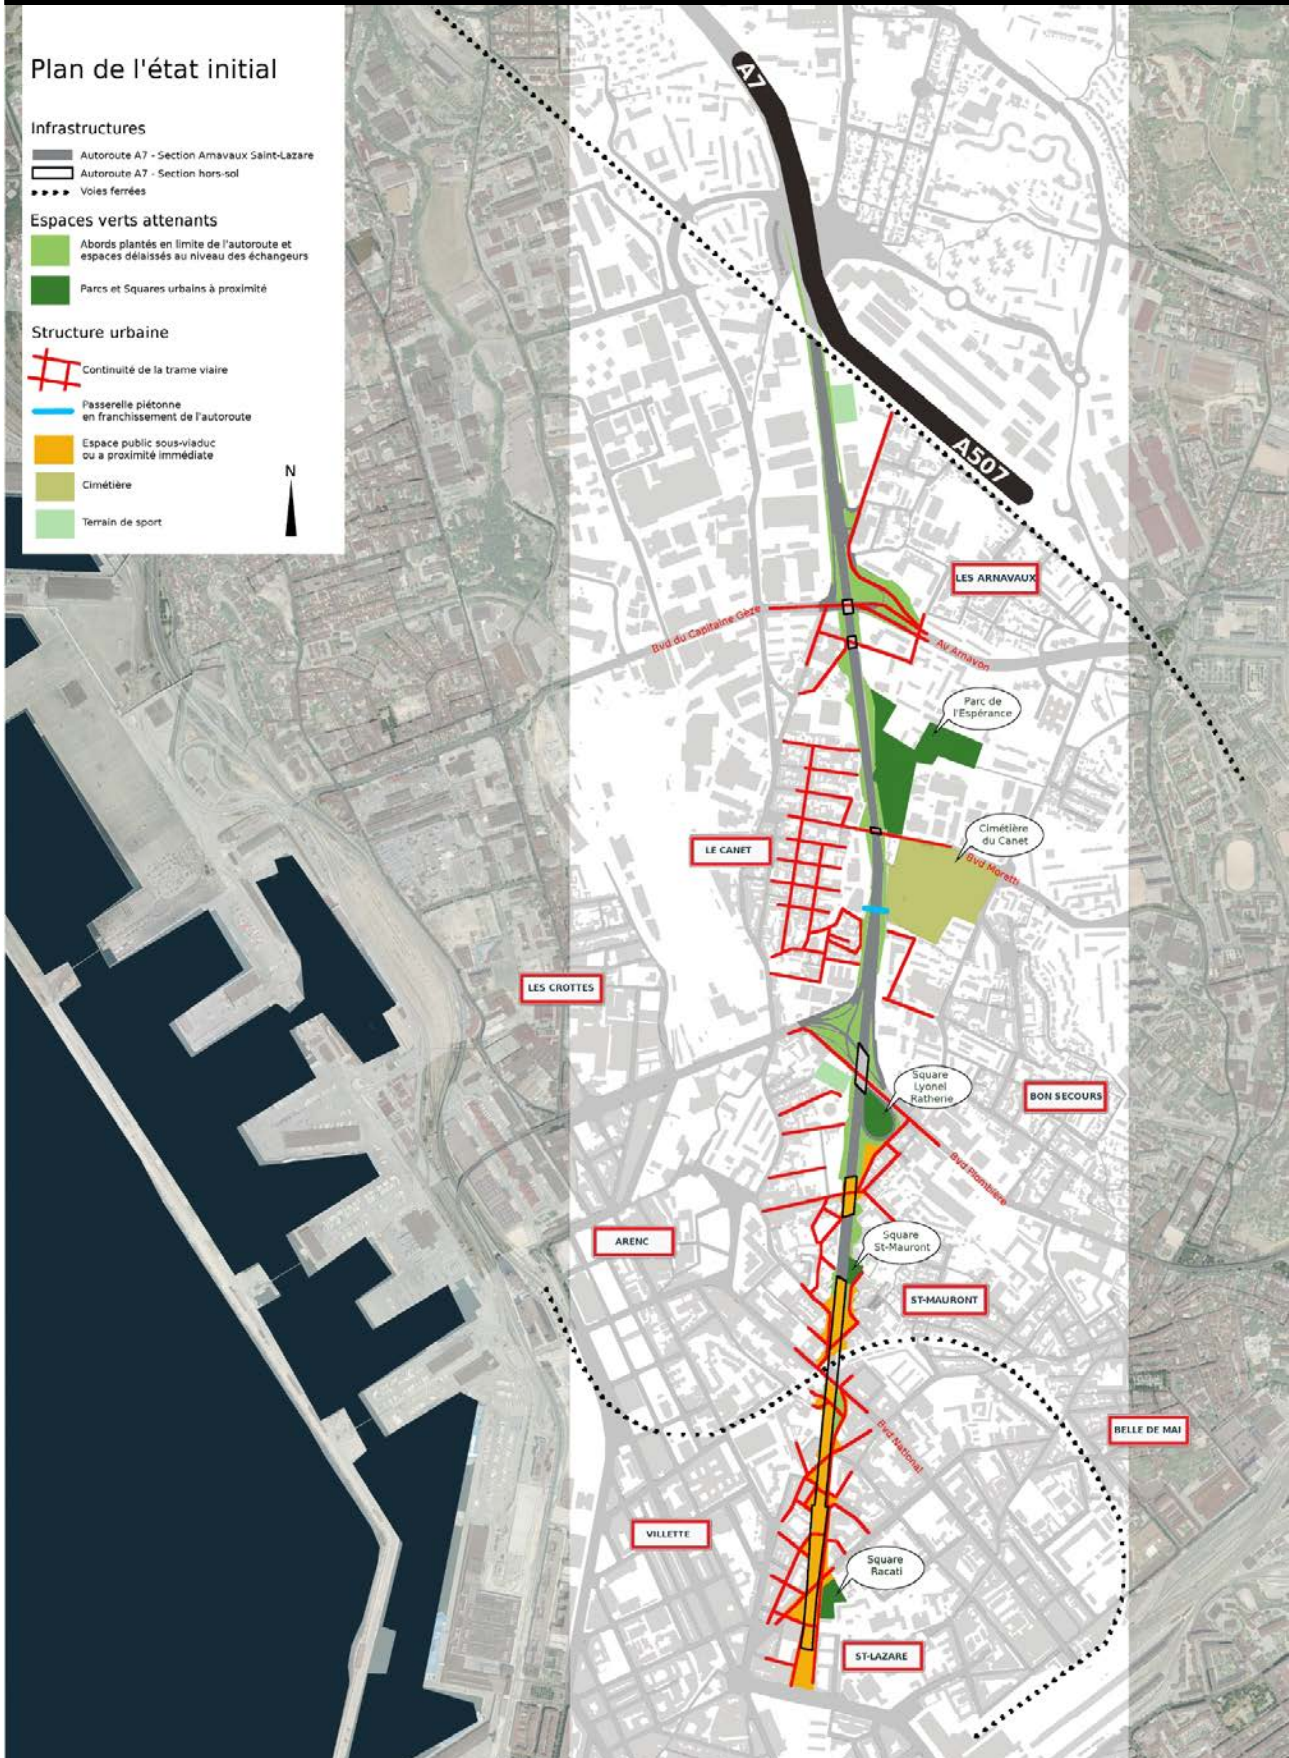 Plan de l'état initial
Infrastructures
Autoroute A7 - Section Arnavaux Saint-Lazare
Autoroute A7 - Section hors-sol
Voies ferrées
Espaces verts attenants
Abords plantés en limite de l'autoroute et
espaces délaissés au niveau des échangeurs
Parcs et Squares urbains à proximité
Structure urbaine
Continuité de la trame viaire
Passerelle piétonne
en franchissement de l'autoroute
Espace public sous-viaduc
ou a proximité immédiate
Cimétière
Terrain de sport
N
A7
A507
LES ARNAVAUX
Bvd du Capitaine Gèze
Av Arnavon
Parc de
l'Espérance
Cimétière
du Canet
LE CANET
Bvd Moretti
LES CROTTES
Square
Lyonel
Ratherie
BON SECOURS
Bvd Plombière
ARENC
Square
St-Mauront
ST-MAURONT
BELLE DE MAI
Bvd National
VILLETTE
Square
Racati
ST-LAZARE